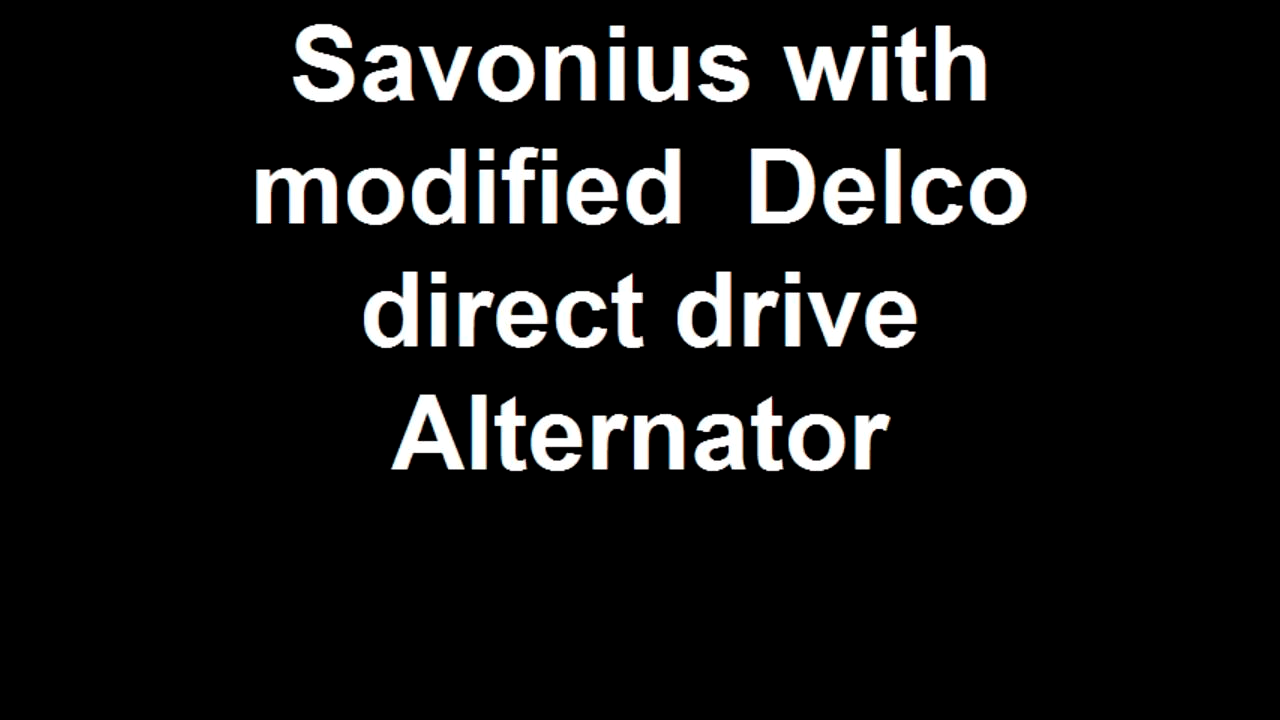 Savonius with
modified  Delco
direct drive
Alternator